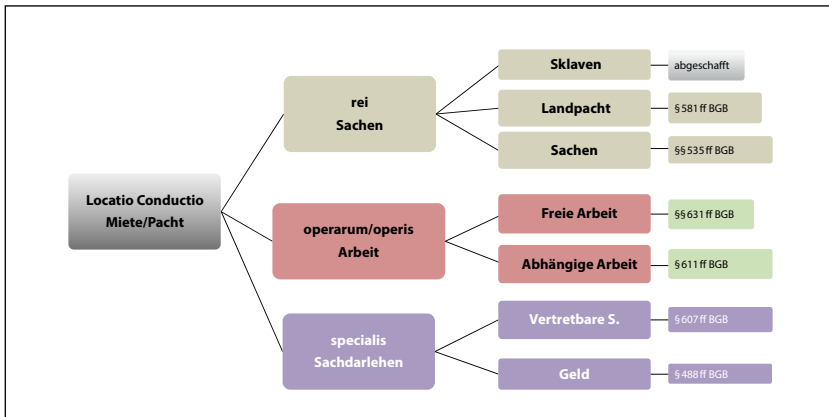 Locatio Conductio
Miete/Pacht
rei
Sachen
Sklaven
abgeschafft
Landpacht
§ 581 ff BGB
Sachen
§§ 535 ff BGB
operarum/operis
Arbeit
Freie Arbeit
§§ 631 ff BGB
Abhängige Arbeit
§ 611 ff BGB
specialis
Sachdarlehen
Vertretbare S.
§ 607 ff BGB
Geld
§ 488 ff BGB